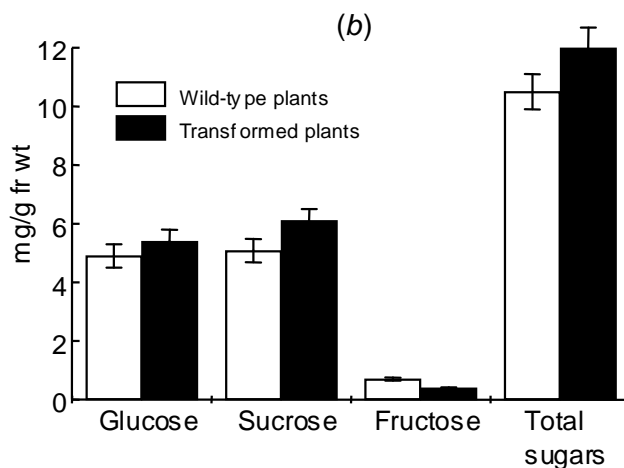 (b)
12
10
8
6
4
2
0
mg/g fr wt
Wild-type plants
Transformed plants
Glucose Sucrose Fructose Total
sugars